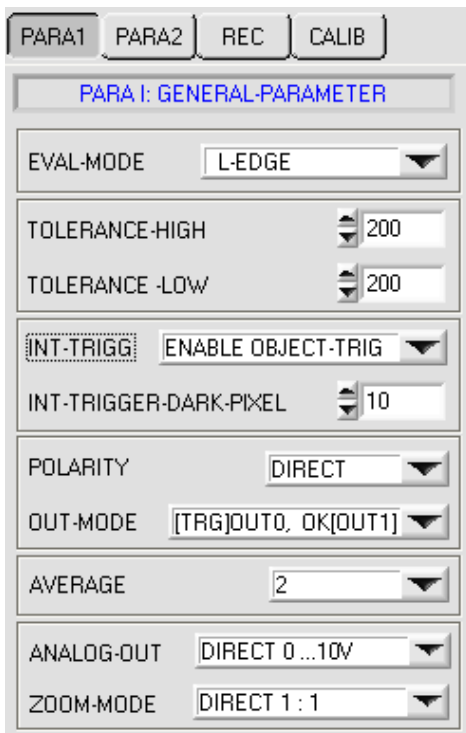 PARA1 PARA2 REC CALIB
PARA I: GENERAL-PARAMETER
EVAL-MODE L-EDGE
TOLERANCE-HIGH 200
TOLERANCE -LOW 200
INT-TRIGG ENABLE OBJECT-TRIG
INT-TRIGGER-DARK-PIXEL 10
POLARITY DIRECT
OUT-MODE [TRG]OUT0, OK[OUT1]
AVERAGE 2
ANALOG-OUT DIRECT 0 ...10V
ZOOM-MODE DIRECT 1 : 1